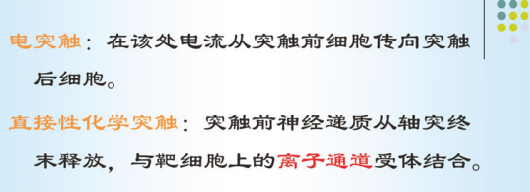 电突触：在该处电流从突触前细胞传向突触
后细胞。
直接性化学突触：突触前神经递质从轴突终
末释放，与靶细胞上的离子通道受体结合。